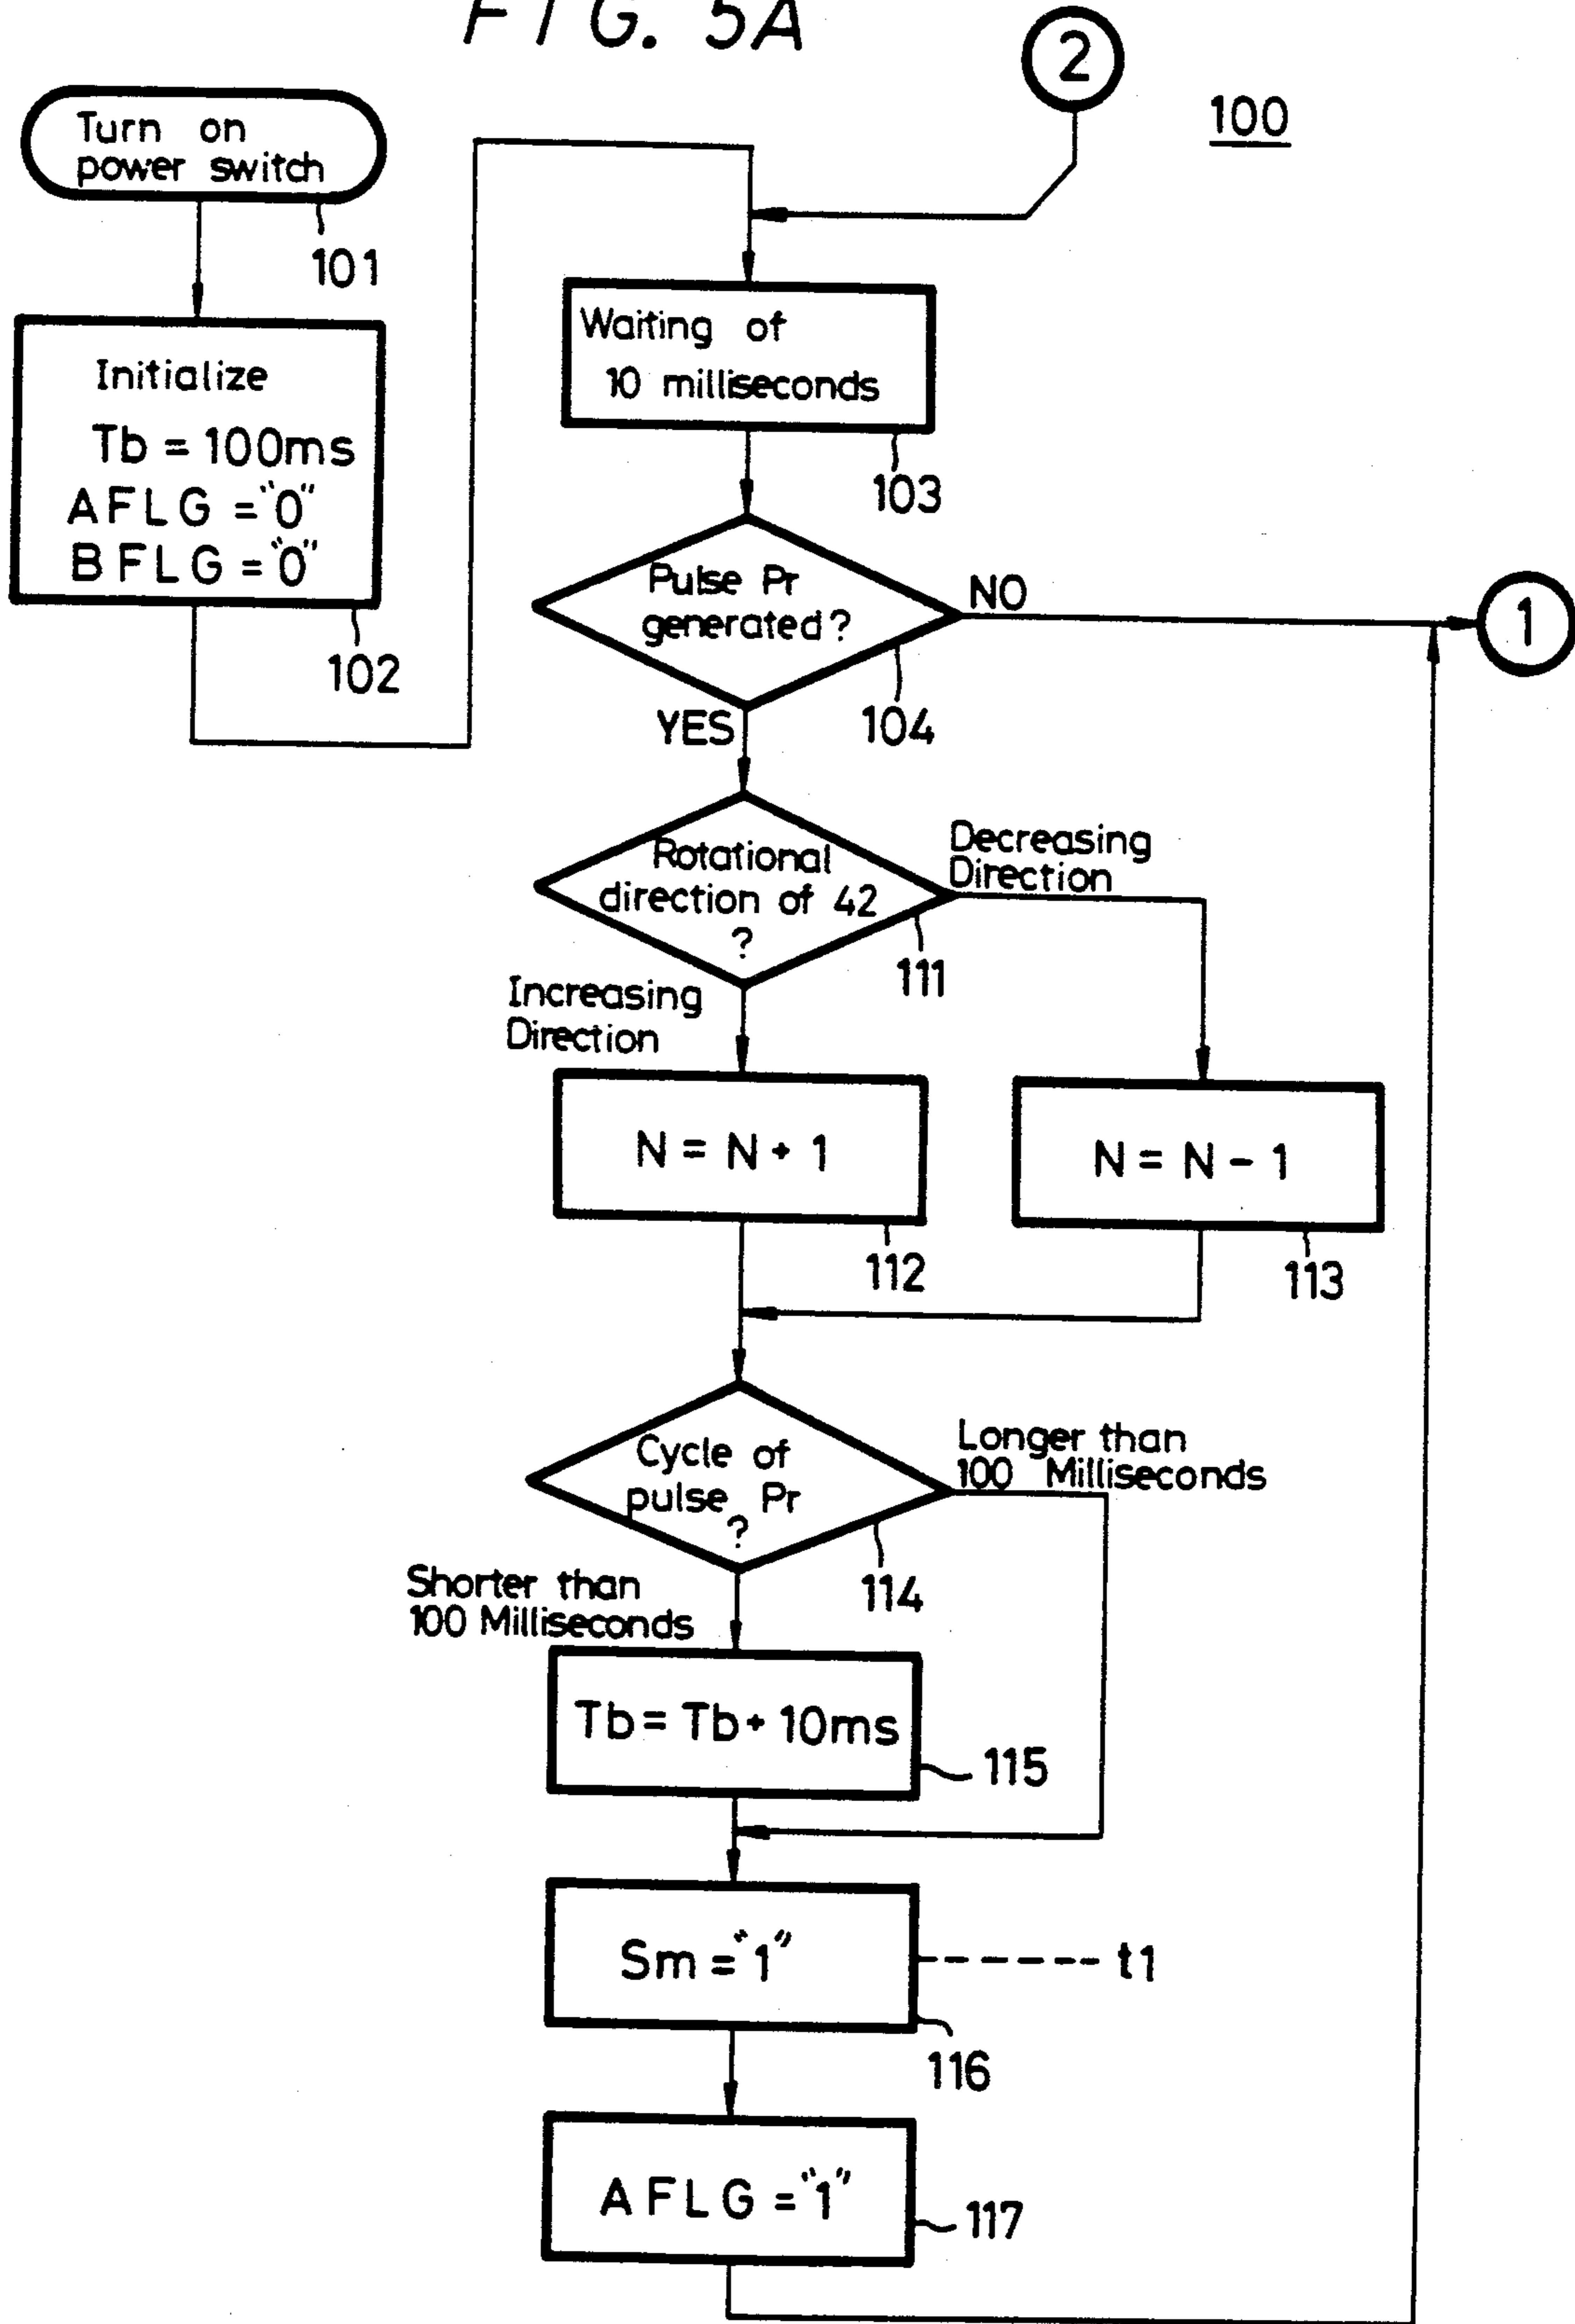 FIG. 5A
2
100
Turn on
power switch
101
Initialize
Tb = 100ms
AFLG = "0"
BFLG = "0"
102
Waiting of
10 milliseconds
103
Pulse Pr
generated?
NO
1
YES
104
Rotational
direction of 42
?
Decreasing
Direction
111
Increasing
Direction
N = N + 1
112
N = N - 1
113
Cycle of
pulse Pr
?
Longer than
100 Milliseconds
114
Shorter than
100 Milliseconds
Tb = Tb + 10ms
115
Sm = "1"
t1
116
AFLG = "1"
117